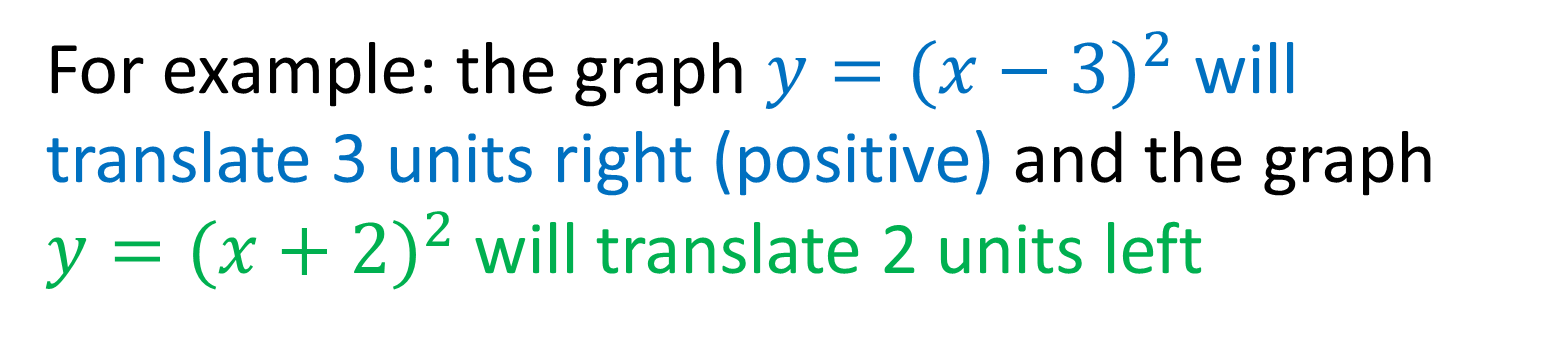 For example: the graph y = (x − 3)² will
translate 3 units right (positive) and the graph
y = (x + 2)² will translate 2 units left